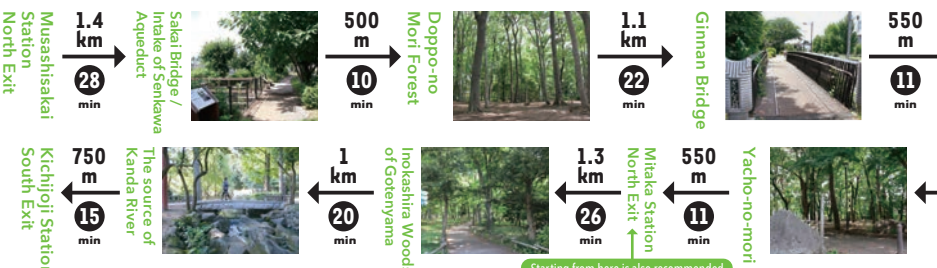 Musashisakai
Station
North Exit
1.4
km
28
min
Sakai Bridge /
Intake of Senkawa
Aqueduct
500
m
10
min
Doppo-no
Mori Forest
1.1
km
22
min
Ginnan Bridge
550
m
11
min
Yacho-no-mori
550
m
11
min
Mitaka Station
North Exit
Starting from here is also recommended
1.3
km
26
min
Inokashira Wood
of Gotenyama
1
km
20
min
The source of
Kanda River
750
m
15
min
Kichijoji Station
South Exit